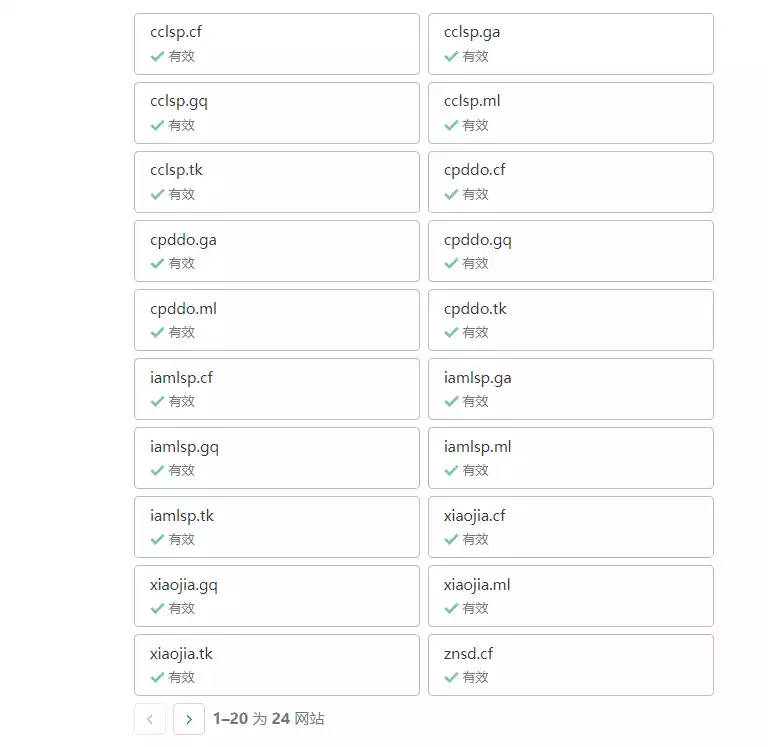 cclsp.cf
有效
cclsp.ga
有效
cclsp.gq
有效
cclsp.ml
有效
cclsp.tk
有效
cpddo.cf
有效
cpddo.ga
有效
cpddo.gq
有效
cpddo.ml
有效
cpddo.tk
有效
iamlsp.cf
有效
iamlsp.ga
有效
iamlsp.gq
有效
iamlsp.ml
有效
iamlsp.tk
有效
xiaojia.cf
有效
xiaojia.gq
有效
xiaojia.ml
有效
xiaojia.tk
有效
znsd.cf
有效
1–20 为 24 网站